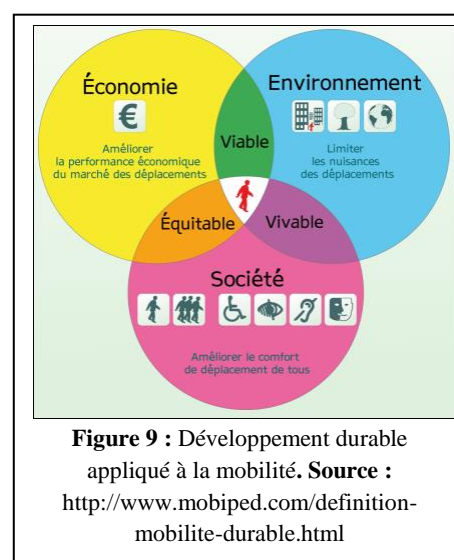 Économie
€
Améliorer
la performance économique
du marché des déplacements
Environnement
Limiter
les nuisances
des déplacements
Viable
Équitable
Vivable
Société
Améliorer le comfort
de déplacement de tous
Figure 9 : Développement durable
appliqué à la mobilité. Source :
http://www.mobiped.com/definition-
mobilite-durable.html